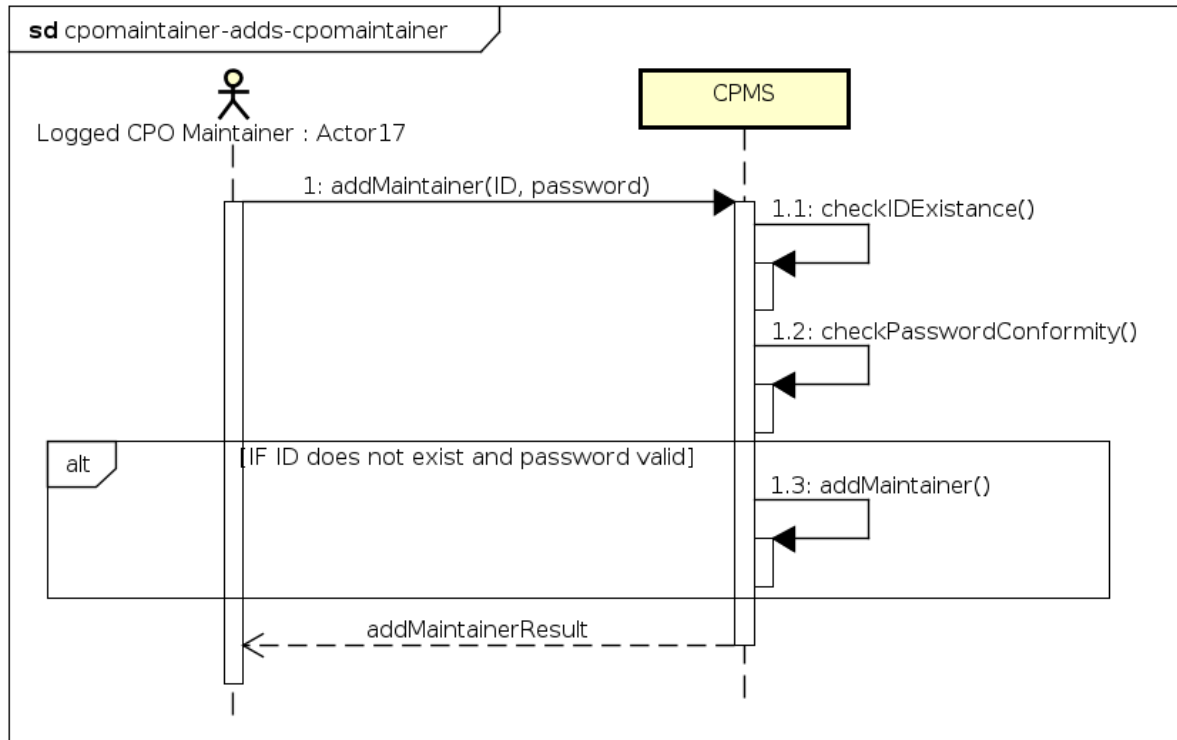 sd cpomaintainer-adds-cpomaintainer
CPMS
Logged CPO Maintainer : Actor17
1: addMaintainer(ID, password)
1.1: checkIDExistance()
1.2: checkPasswordConformity()
alt
[IF ID does not exist and password valid]
1.3: addMaintainer()
addMaintainerResult